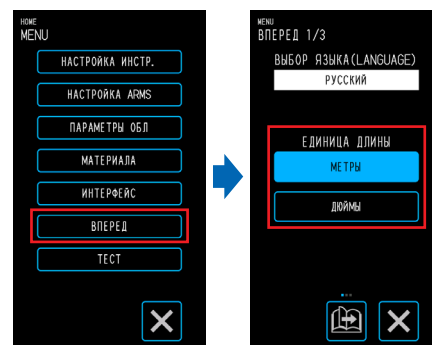 HOME
MENU
НАСТРОЙКА ИНСТР.
НАСТРОЙКА ARMS
ПАРАМЕТРЫ ОБЛ
МАТЕРИАЛА
ИНТЕРФЕЙС
ВПЕРЕД
ТЕСТ
MENU
ВПЕРЕД 1/3
ВЫБОР ЯЗЫКА(LANGUAGE)
РУССКИЙ
ЕДИНИЦА ДЛИНЫ
МЕТРЫ
ДЮЙМЫ